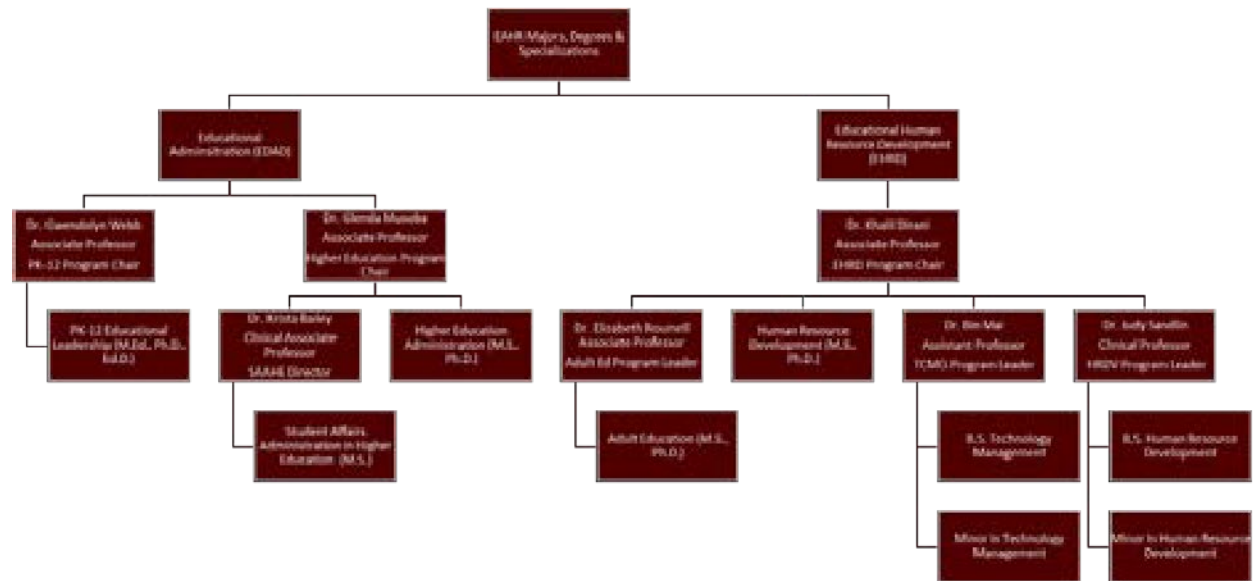 EAHR Majors, Degrees &
Specializations
Educational
Adminsitration (EDAD)
Educational Human
Resource Development
(EHRD)
Dr. Gwendolyn Webb
Associate Professor
PK-12 Program Chair
Dr. Glenda Musoba
Associate Professor
Higher Education Program
Chair
Dr. Khalil Dirani
Associate Professor
EHRD Program Chair
PK-12 Educational
Leadership (M.Ed., Ph.D.,
Ed.D.)
Dr. Krista Bailey
Clinical Associate
Professor
SAAHE Director
Higher Education
Administration (M.S.,
Ph.D.)
Dr. Elizabeth Roumell
Associate Professor
Adult Ed Program Leader
Human Resource
Development (M.S.,
Ph.D.)
Dr. Bin Mai
Assistant Professor
TCMG Program Leader
Dr. Judy Sandlin
Clinical Professor
HRDV Program Leader
Student Affairs
Administration in Higher
Education (M.S.)
Adult Education (M.S.,
Ph.D.)
B.S. Technology
Management
B.S. Human Resource
Development
Minor in Technology
Management
Minor in Human Resource
Development